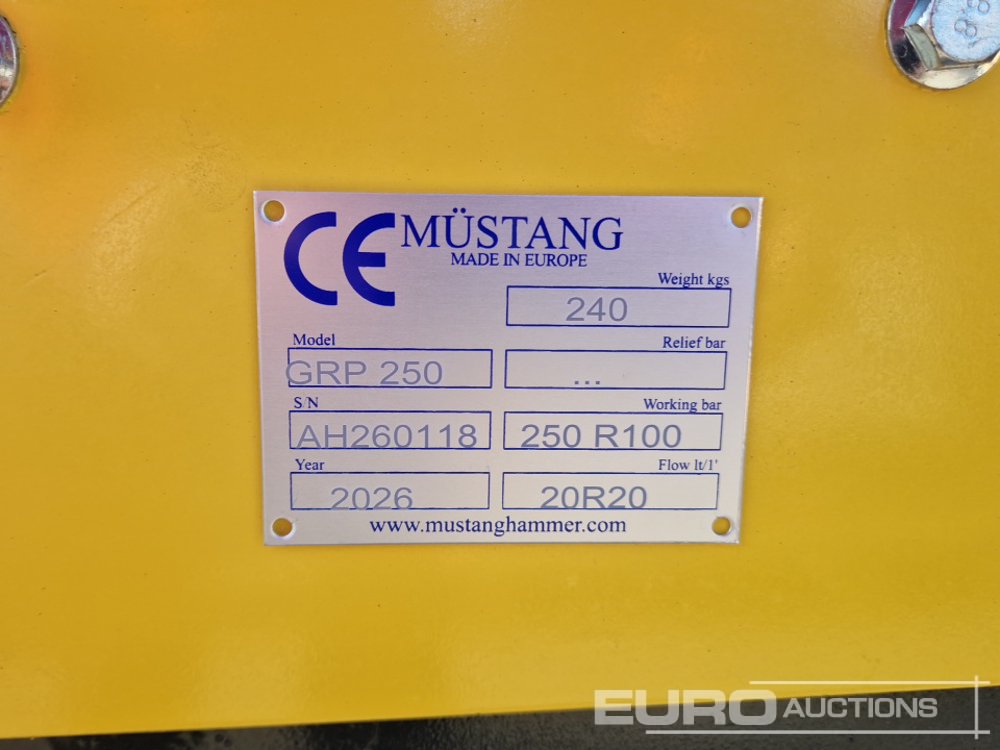 CE MÜSTANG
MADE IN EUROPE
Weight kgs
240
Model
GRP 250
Relief bar
...
S/N
AH260118
Working bar
250 R100
Year
2026
Flow lt/1'
20R20
www.mustanghammer.com
EURO AUCTIONS